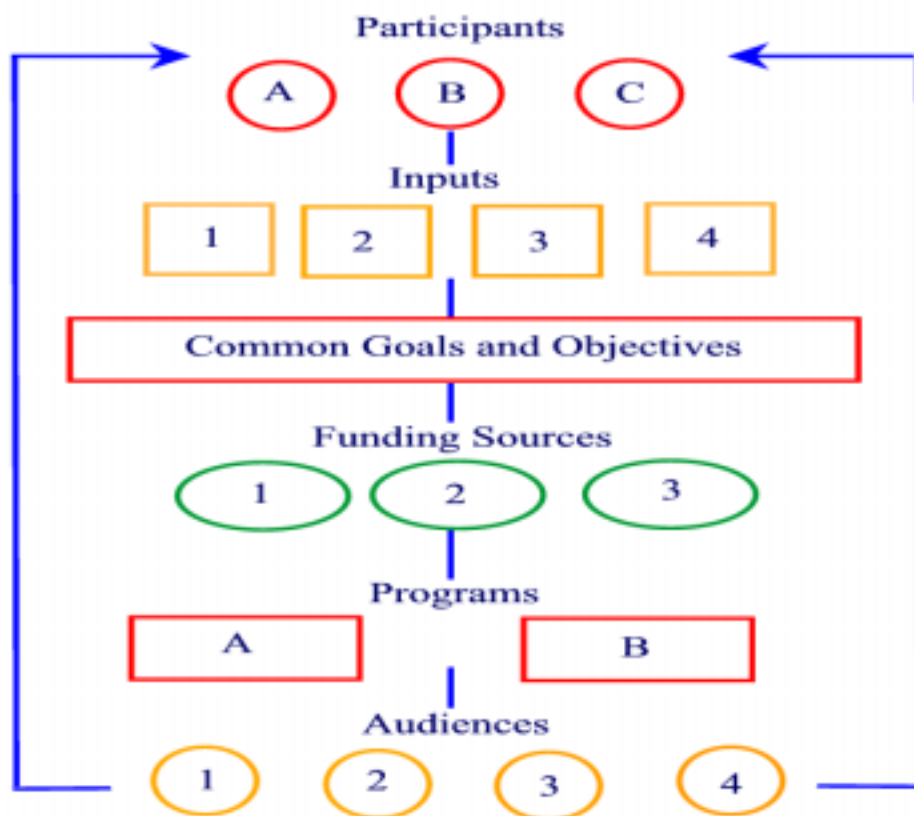 Participants
A B C
Inputs
1 2 3 4
Common Goals and Objectives
Funding Sources
1 2 3
Programs
A B
Audiences
1 2 3 4